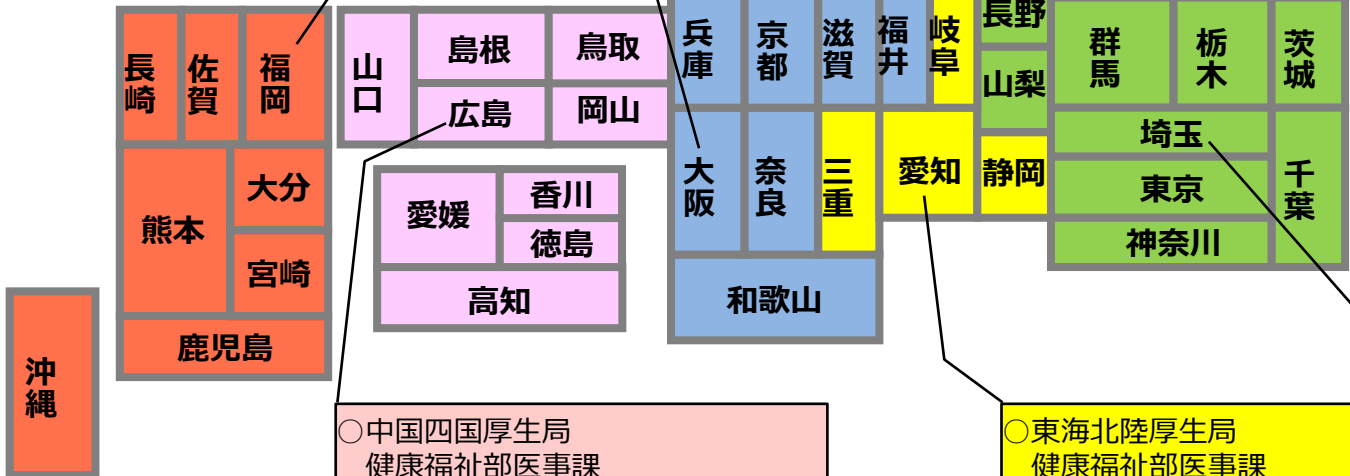 長崎
佐賀
福岡
大分
熊本
宮崎
鹿児島
沖縄
山口
島根
鳥取
広島
岡山
愛媛
香川
徳島
高知
兵庫
京都
滋賀
福井
岐阜
大阪
奈良
三重
和歌山
愛知
長野
山梨
静岡
群馬
栃木
茨城
埼玉
東京
千葉
神奈川
○中国四国厚生局
健康福祉部医事課
○東海北陸厚生局
健康福祉部医事課